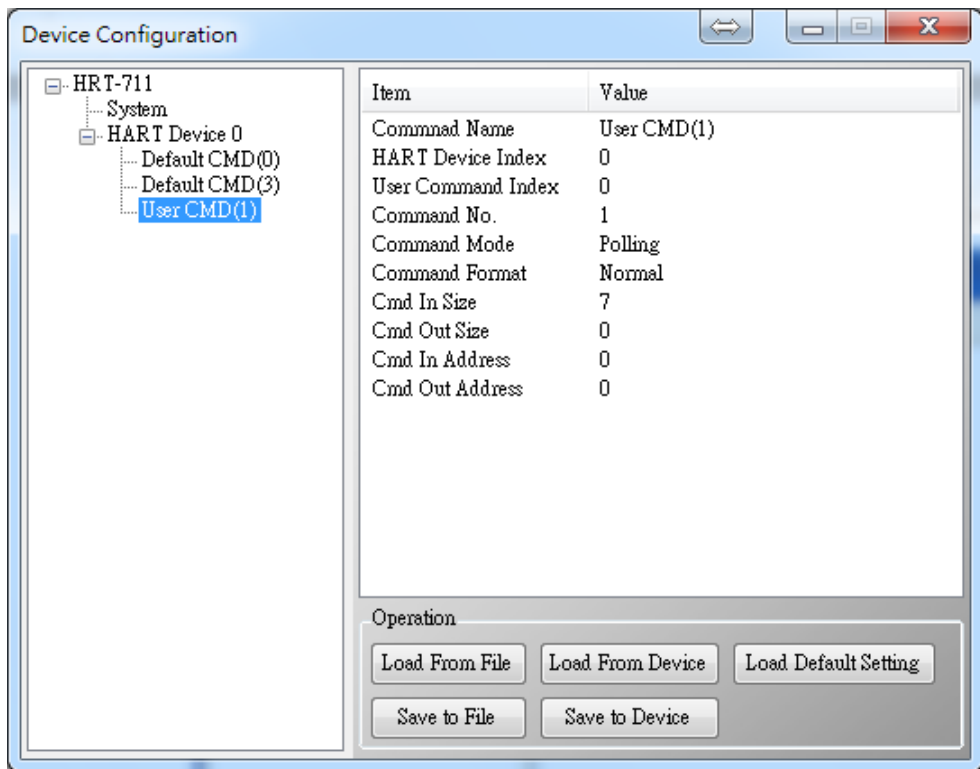 Device Configuration
HRT-711
System
HART Device 0
Default CMD(0)
Default CMD(3)
User CMD(1)
Item Value
Commnad Name User CMD(1)
HART Device Index 0
User Command Index 0
Command No. 1
Command Mode Polling
Command Format Normal
Cmd In Size 7
Cmd Out Size 0
Cmd In Address 0
Cmd Out Address 0
Operation
Load From File Load From Device Load Default Setting
Save to File Save to Device